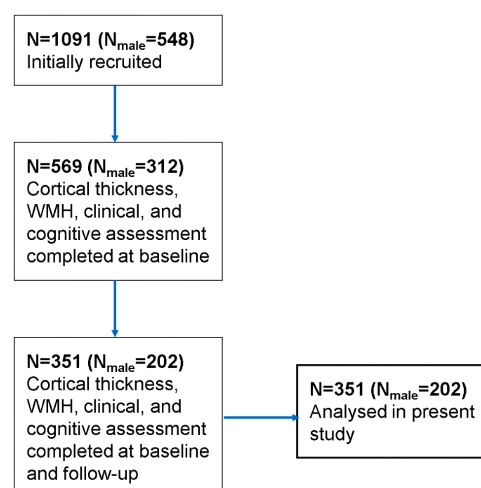 N=1091 (Nmale=548)
Initially recruited
N=569 (Nmale=312)
Cortical thickness,
WMH, clinical, and
cognitive assessment
completed at baseline
N=351 (Nmale=202)
Cortical thickness,
WMH, clinical, and
cognitive assessment
completed at baseline
and follow-up
N=351 (Nmale=202)
Analysed in present
study